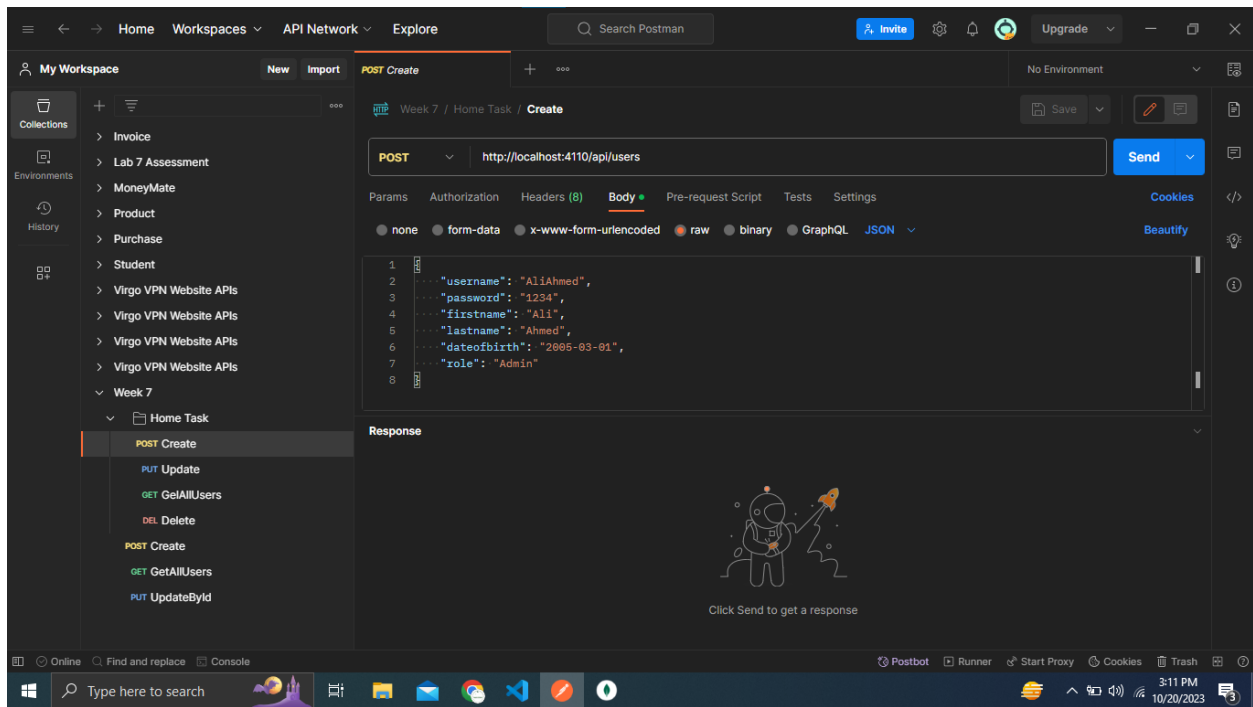 Home Workspaces API Network Explore Search Postman Invite Upgrade
My Workspace New Import POST Create No Environment
Collections
Environments
History
Invoice
Lab 7 Assessment
MoneyMate
Product
Purchase
Student
Virgo VPN Website APIs
Virgo VPN Website APIs
Virgo VPN Website APIs
Virgo VPN Website APIs
Week 7
Home Task
POST Create
PUT Update
GET GelAllUsers
DEL Delete
POST Create
GET GetAllUsers
PUT UpdateById
HTTP Week 7 / Home Task / Create Save
POST http://localhost:4110/api/users Send
Params Authorization Headers (8) Body Pre-request Script Tests Settings Cookies
none form-data x-www-form-urlencoded raw binary GraphQL JSON Beautify
1 {
2 "username": "AliAhmed",
3 "password": "1234",
4 "firstname": "Ali",
5 "lastname": "Ahmed",
6 "dateofbirth": "2005-03-01",
7 "role": "Admin"
8 }
Response
Click Send to get a response
Online Find and replace Console Postbot Runner Start Proxy Cookies Trash
Type here to search 3:11 PM
10/20/2023 3